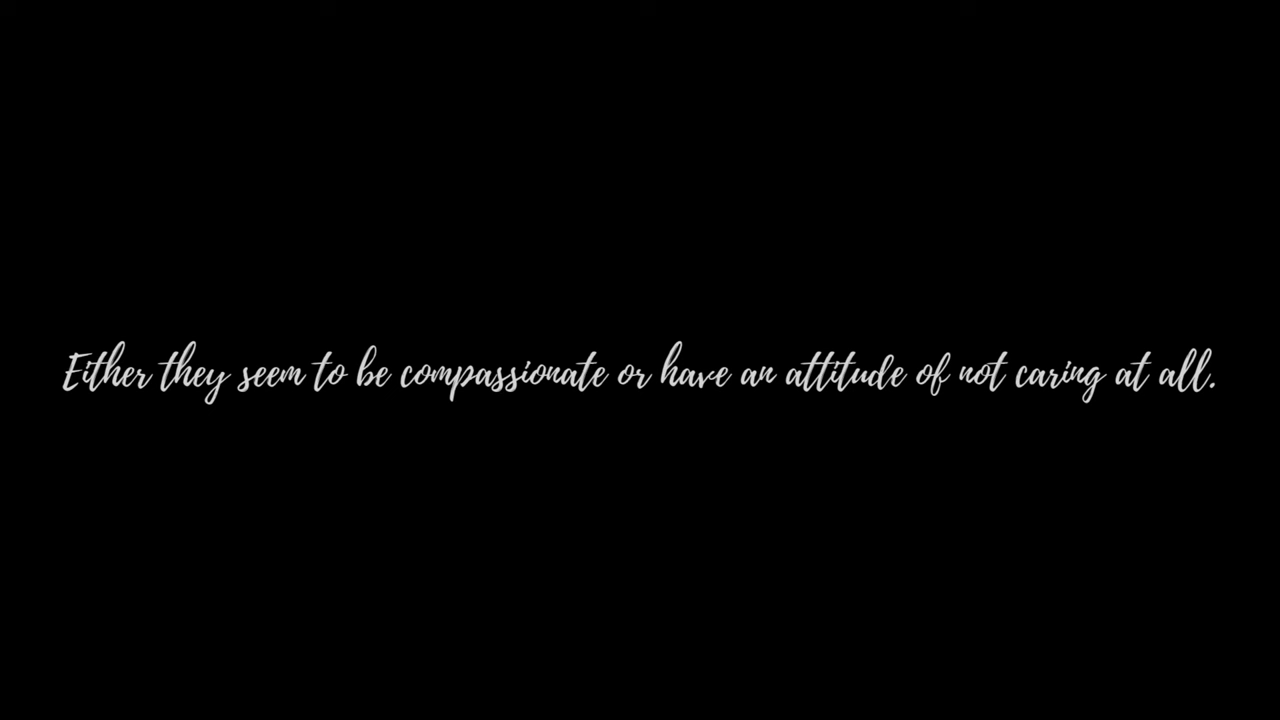 Either they seem to be compassionate or have an attitude of not caring at all.